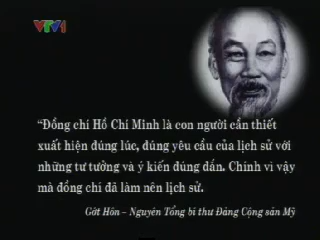 VTV1
“Đồng chí Hồ Chí Minh là con người cần thiết
xuất hiện đúng lúc, đúng yêu cầu của lịch sử với
những tư tưởng và ý kiến đúng đắn. Chính vì vậy
mà đồng chí đã làm nên lịch sử.
Gớt Hôn – Nguyên Tổng bí thư Đảng Cộng sản Mỹ